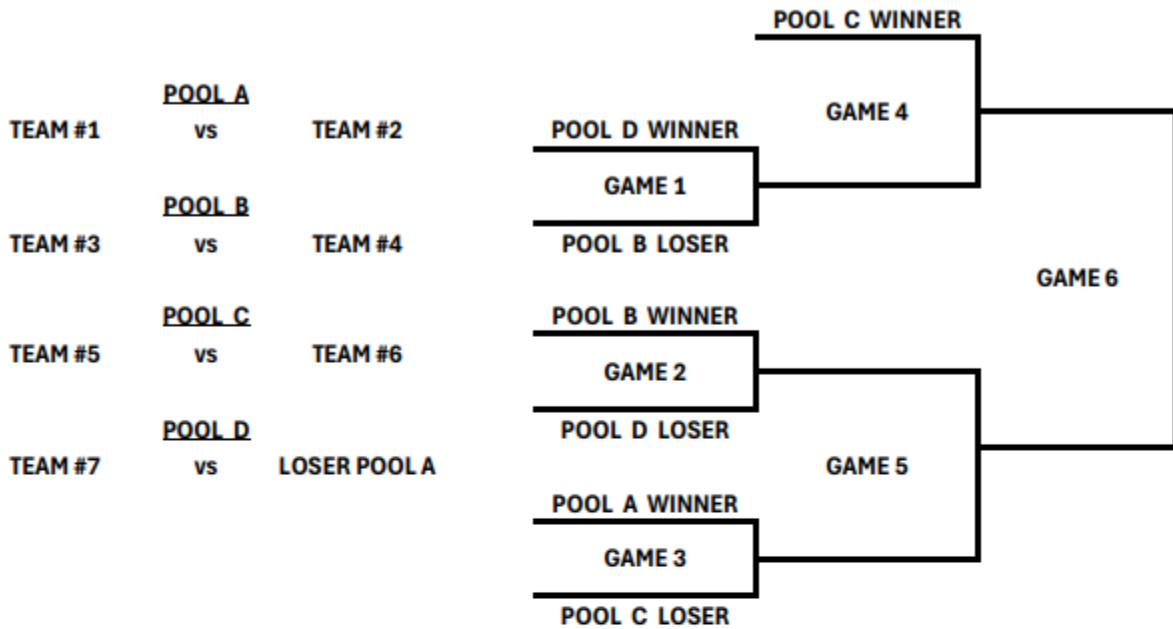 POOL A
TEAM #1 vs TEAM #2
POOL B
TEAM #3 vs TEAM #4
POOL C
TEAM #5 vs TEAM #6
POOL D
TEAM #7 vs LOSER POOL A
POOL C WINNER
GAME 4
POOL D WINNER
GAME 1
POOL B LOSER
GAME 6
POOL B WINNER
GAME 2
POOL D LOSER
GAME 5
POOL A WINNER
GAME 3
POOL C LOSER